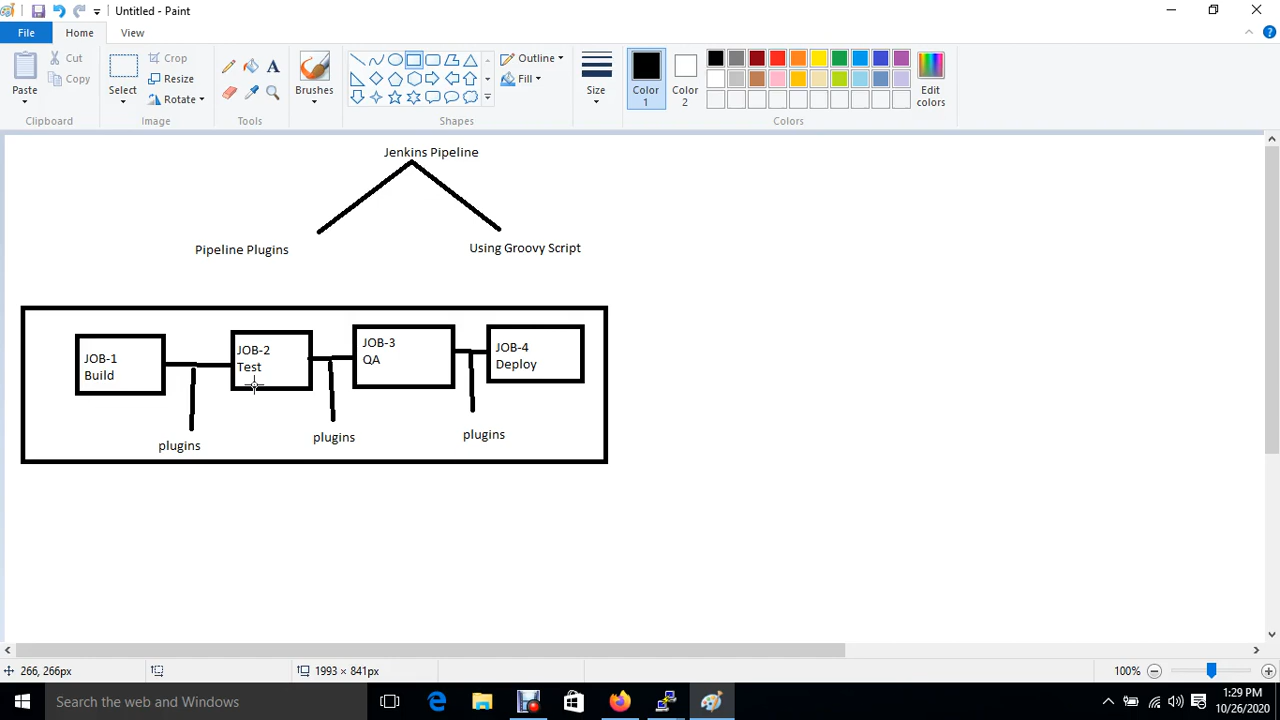 Untitled - Paint
File
Home
View
Paste
Cut
Copy
Clipboard
Select
Crop
Resize
Rotate
Image
Tools
Brushes
Shapes
Outline
Fill
Size
Color
1
Color
2
Edit
colors
Colors
Jenkins Pipeline
Pipeline Plugins
Using Groovy Script
JOB-1
Build
JOB-2
Test
JOB-3
QA
JOB-4
Deploy
plugins
plugins
plugins
266, 266px
1993 × 841px
100%
Search the web and Windows
1:29 PM
10/26/2020